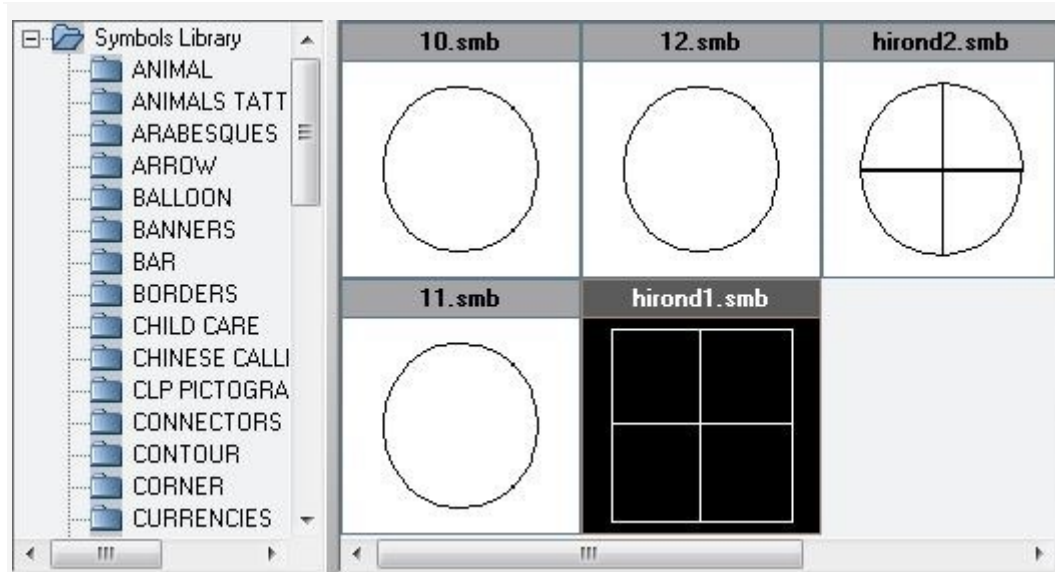 Symbols Library
ANIMAL
ANIMALS TATT
ARABESQUES
ARROW
BALLOON
BANNERS
BAR
BORDERS
CHILD CARE
CHINESE CALLI
CLP PICTOGRA
CONNECTORS
CONTOUR
CORNER
CURRENCIES
10.smb
12.smb
hirond2.smb
11.smb
hirond1.smb